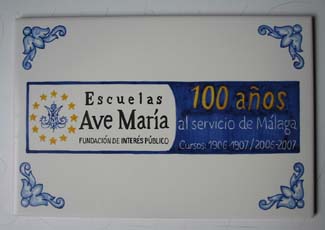 Escuelas
Ave María
FUNDACIÓN DE INTERÉS PÚBLICO
100 años
al servicio de Málaga
Cursos: 1906-1907 / 2006-2007